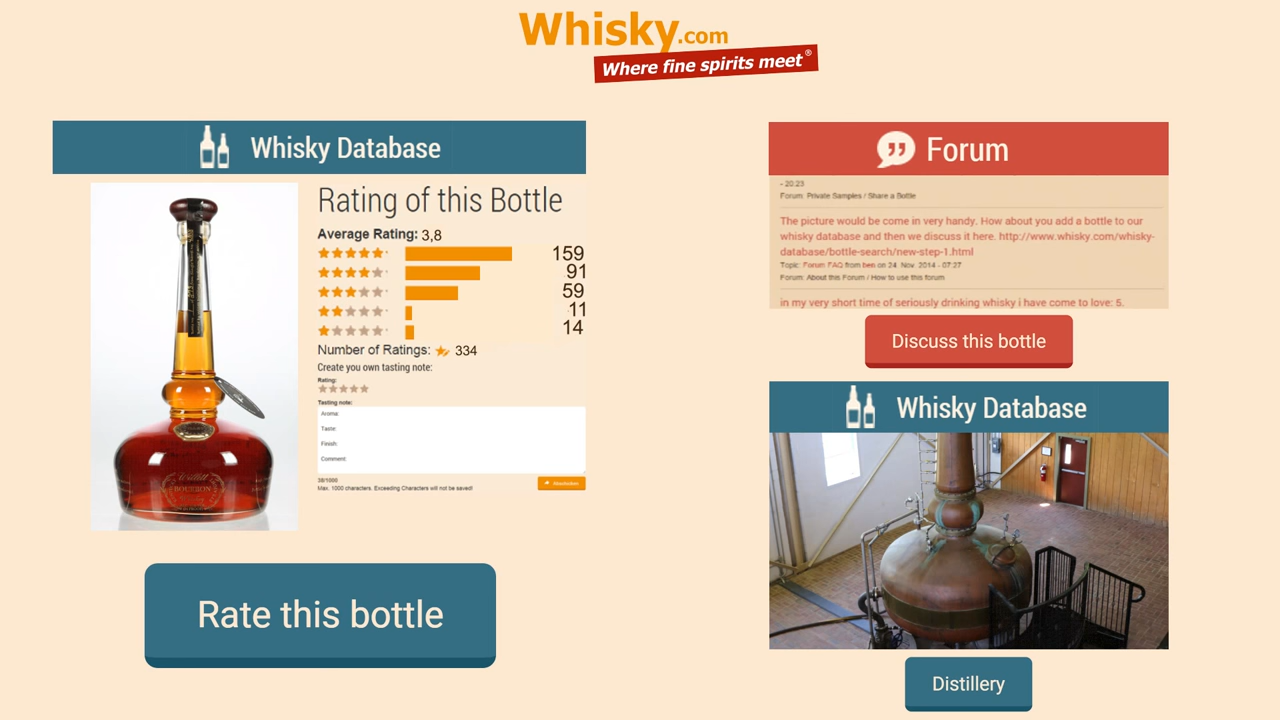 Whisky.com
Where fine spirits meet®
Whisky Database
Rating of this Bottle
Average Rating: 3,8
159
91
59
11
14
Number of Ratings: 334
Create you own tasting note:
Rating:
Tasting note:
Aroma:
Taste:
Finish:
Comment:
Max. 1000 characters. Exceeding Characters will not be saved!
Willett
BOURBON
Rate this bottle
Forum
- 20:23
Forum: Private Samples / Share a Bottle
The picture would be come in very handy. How about you add a bottle to our
whisky database and then we discuss it here. http://www.whisky.com/whisky-
database/bottle-search/new-step-1.html
Topic: Forum FAQ from ben on 24. Nov. 2014 - 07:27
Forum: About this Forum / How to use this forum
in my very short time of seriously drinking whisky i have come to love: 5.
Discuss this bottle
Whisky Database
Distillery